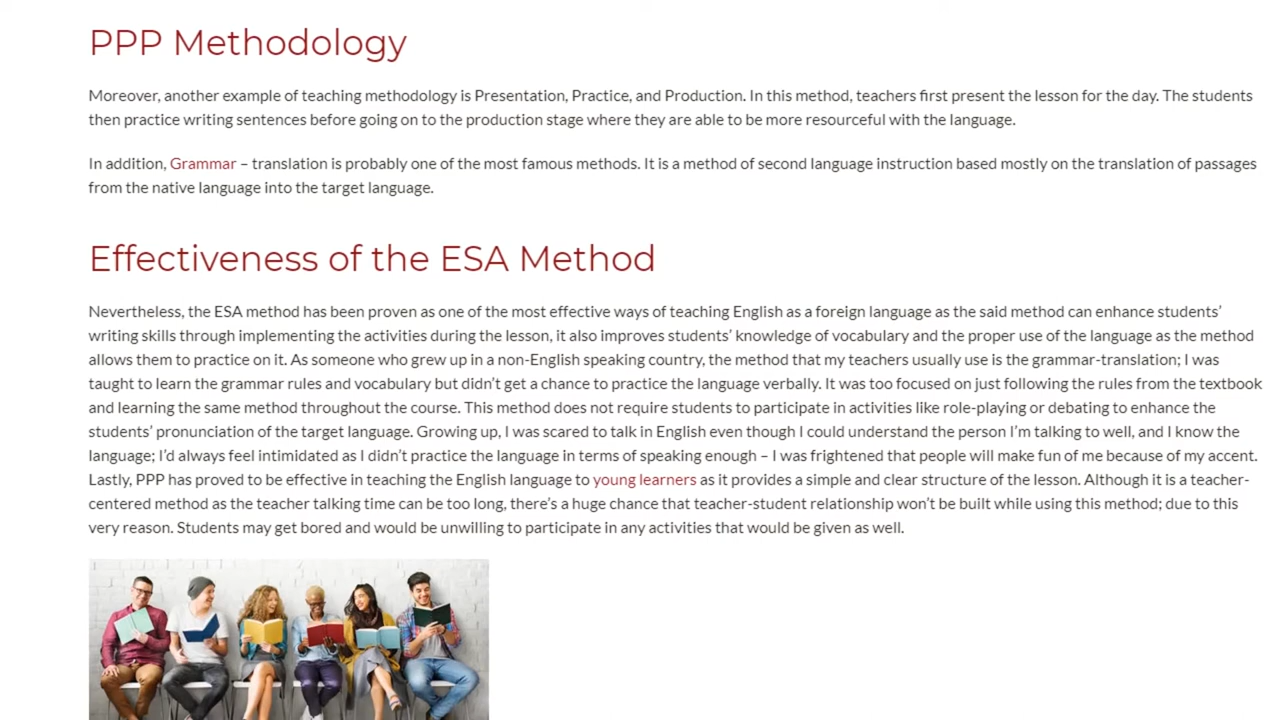 PPP Methodology
Moreover, another example of teaching methodology is Presentation, Practice, and Production. In this method, teachers first present the lesson for the day. The students
then practice writing sentences before going on to the production stage where they are able to be more resourceful with the language.
In addition, Grammar – translation is probably one of the most famous methods. It is a method of second language instruction based mostly on the translation of passages
from the native language into the target language.
Effectiveness of the ESA Method
Nevertheless, the ESA method has been proven as one of the most effective ways of teaching English as a foreign language as the said method can enhance students’
writing skills through implementing the activities during the lesson, it also improves students’ knowledge of vocabulary and the proper use of the language as the method
allows them to practice on it. As someone who grew up in a non-English speaking country, the method that my teachers usually use is the grammar-translation; I was
taught to learn the grammar rules and vocabulary but didn’t get a chance to practice the language verbally. It was too focused on just following the rules from the textbook
and learning the same method throughout the course. This method does not require students to participate in activities like role-playing or debating to enhance the
students’ pronunciation of the target language. Growing up, I was scared to talk in English even though I could understand the person I’m talking to well, and I know the
language; I’d always feel intimidated as I didn’t practice the language in terms of speaking enough – I was frightened that people will make fun of me because of my accent.
Lastly, PPP has proved to be effective in teaching the English language to young learners as it provides a simple and clear structure of the lesson. Although it is a teacher-
centered method as the teacher talking time can be too long, there’s a huge chance that teacher-student relationship won’t be built while using this method; due to this
very reason. Students may get bored and would be unwilling to participate in any activities that would be given as well.